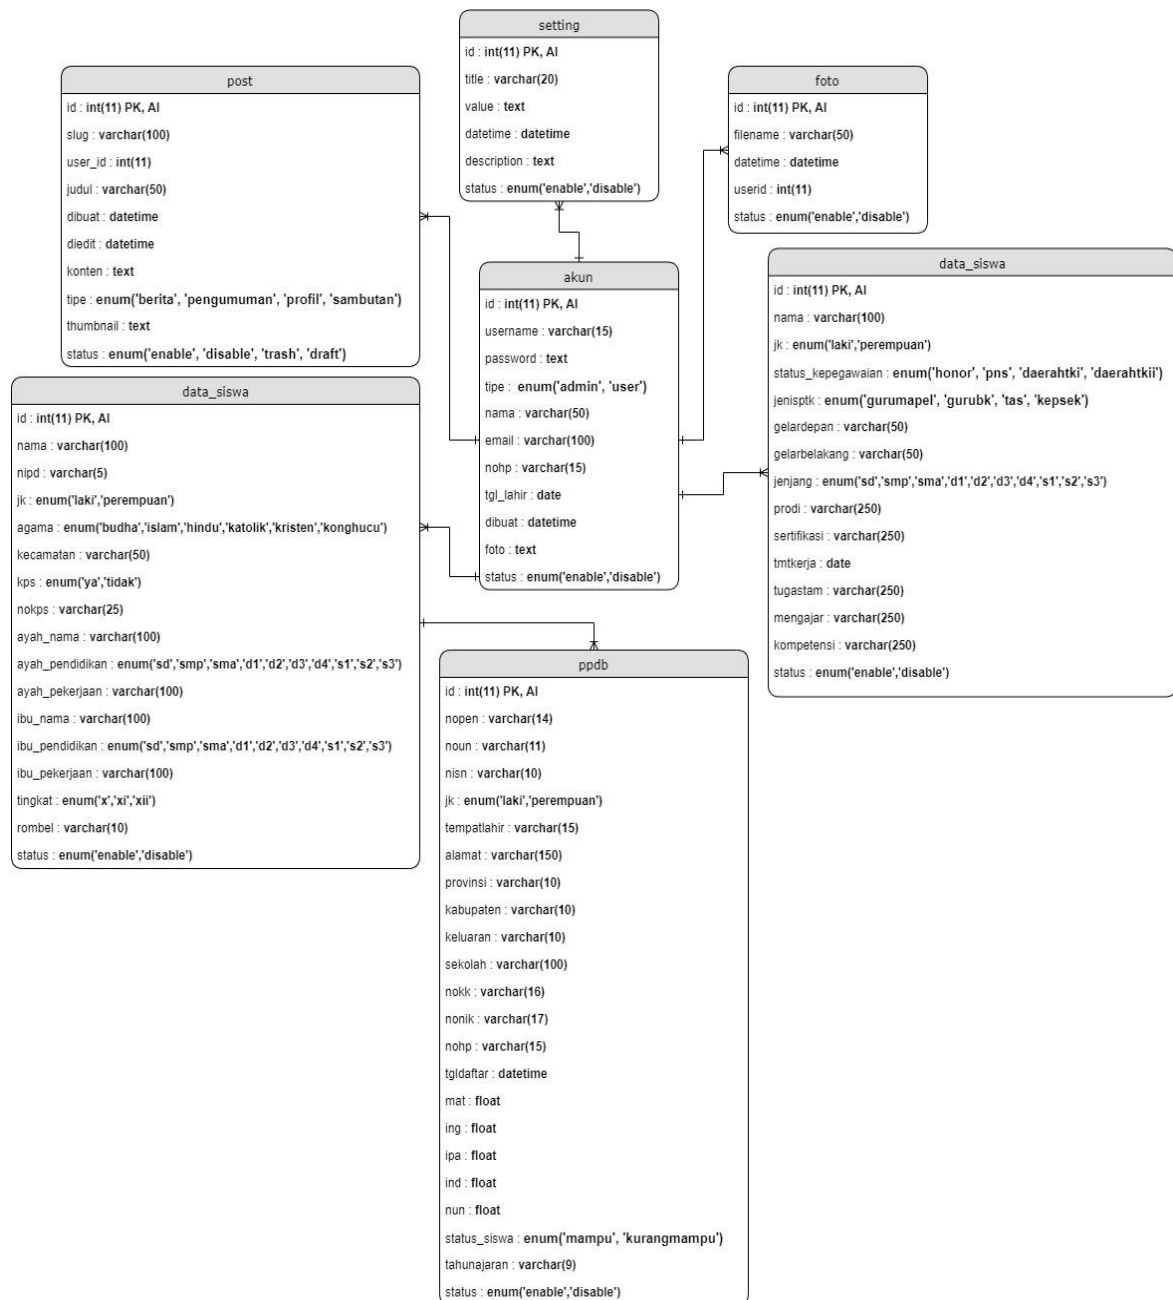 setting
id : int(11) PK, AI
title : varchar(20)
value : text
datetime : datetime
description : text
status : enum('enable','disable')
post
id : int(11) PK, AI
slug : varchar(100)
user_id : int(11)
judul : varchar(50)
dibuat : datetime
diedit : datetime
konten : text
tipe : enum('berita', 'pengumuman', 'profil', 'sambutan')
thumbnail : text
status : enum('enable', 'disable', 'trash', 'draft')
foto
id : int(11) PK, AI
filename : varchar(50)
datetime : datetime
userid : int(11)
status : enum('enable','disable')
akun
id : int(11) PK, AI
username : varchar(15)
password : text
tipe : enum('admin', 'user')
nama : varchar(50)
email : varchar(100)
nohp : varchar(15)
tgl_lahir : date
dibuat : datetime
foto : text
status : enum('enable','disable')
data_siswa
id : int(11) PK, AI
nama : varchar(100)
jk : enum('laki','perempuan')
status_kepegawaian : enum('honor', 'pns', 'daerahtki', 'daerahtkii')
jenisptk : enum('gurumapel', 'gurubk', 'tas', 'kepsek')
gelardepan : varchar(50)
gelarbelakang : varchar(50)
jenjang : enum('sd','smp','sma','d1','d2','d3','d4','s1','s2','s3')
prodi : varchar(250)
sertifikasi : varchar(250)
tmtkerja : date
tugastam : varchar(250)
mengajar : varchar(250)
kompetensi : varchar(250)
status : enum('enable','disable')
data_siswa
id : int(11) PK, AI
nama : varchar(100)
nipd : varchar(5)
jk : enum('laki','perempuan')
agama : enum('budha','islam','hindu','katolik','kristen','konghucu')
kecamatan : varchar(50)
kps : enum('ya','tidak')
nokps : varchar(25)
ayah_nama : varchar(100)
ayah_pendidikan : enum('sd','smp','sma','d1','d2','d3','d4','s1','s2','s3')
ayah_pekerjaan : varchar(100)
ibu_nama : varchar(100)
ibu_pendidikan : enum('sd','smp','sma','d1','d2','d3','d4','s1','s2','s3')
ibu_pekerjaan : varchar(100)
tingkat : enum('x','xi','xii')
rombel : varchar(10)
status : enum('enable','disable')
ppdb
id : int(11) PK, AI
nopen : varchar(14)
noun : varchar(11)
nisn : varchar(10)
jk : enum('laki','perempuan')
tempatlahir : varchar(15)
alamat : varchar(150)
provinsi : varchar(10)
kabupaten : varchar(10)
keluaran : varchar(10)
sekolah : varchar(100)
nokk : varchar(16)
nonik : varchar(17)
nohp : varchar(15)
tgldaftar : datetime
mat : float
ing : float
ipa : float
ind : float
nun : float
status_siswa : enum('mampu', 'kurangmampu')
tahunajaran : varchar(9)
status : enum('enable','disable')